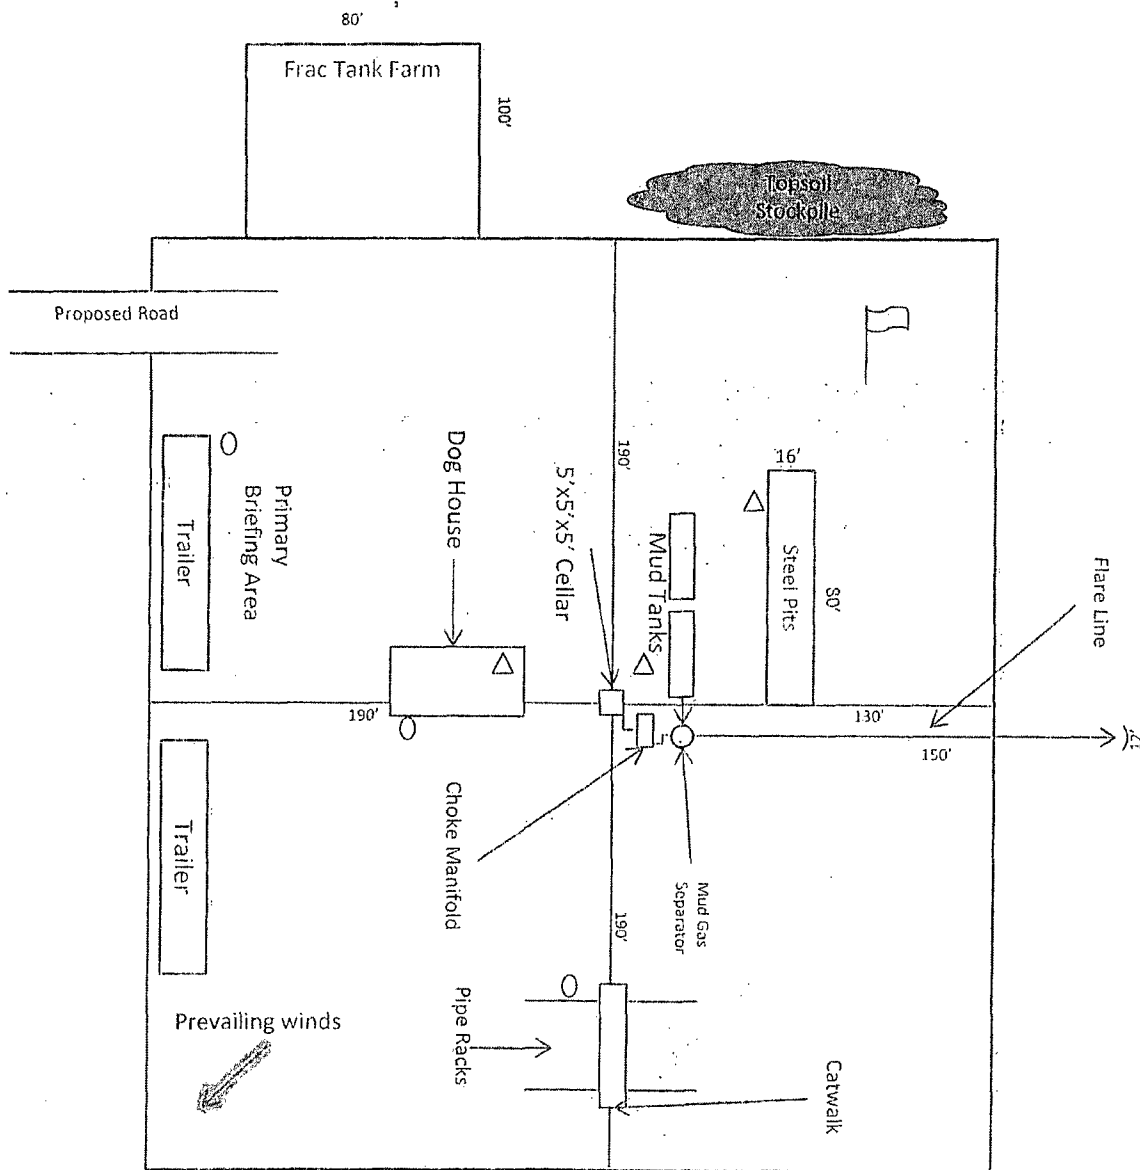 80'
Frac Tank Farm
100'
Topsoil
Stockpile
Proposed Road
190'
16'
Steel Pits
80'
Mud Tanks
5'x5'x5' Cellar
Dog House
Primary
Briefing Area
Trailer
Flare Line
190'
130'
150'
Choke Manifold
Mud Gas
Separator
Trailer
190'
Pipe Racks
Prevailing winds
Catwalk